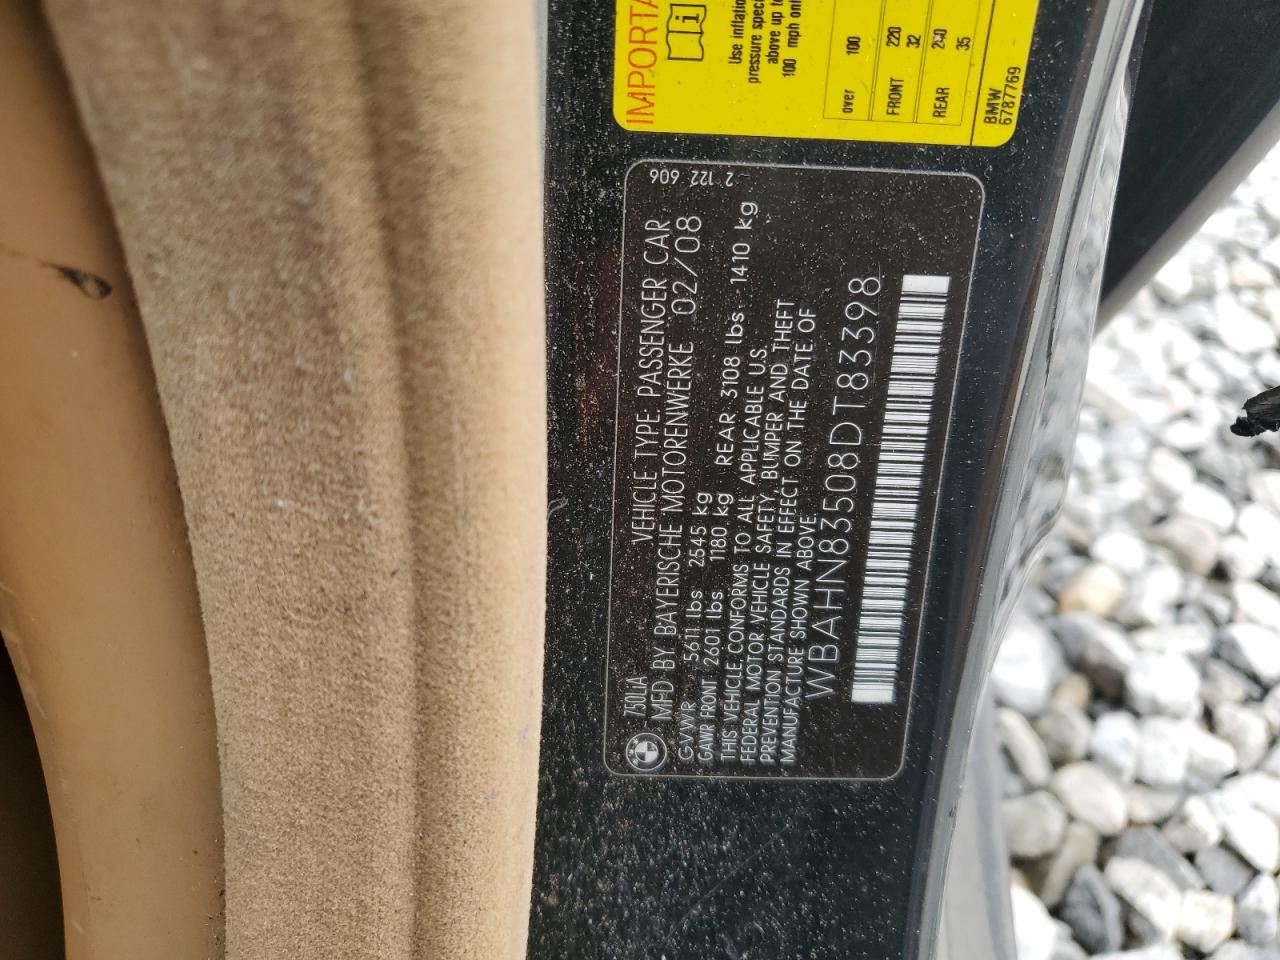 IMPORTA
Use inflation
pressure spec
above up to
100 mph only
over 100
FRONT 220 32
REAR 240 35
BMW
6787769
2 122 606
750LiA VEHICLE TYPE: PASSENGER CAR
MFD BY BAYERISCHE MOTORENWERKE 02/08
GVWR 5611 lbs 2545 kg
GAWR FRONT 2601 lbs. 1180 kg REAR 3108 lbs 1410 kg
THIS VEHICLE CONFORMS TO ALL APPLICABLE U.S.
FEDERAL MOTOR VEHICLE SAFETY, BUMPER AND THEFT
PREVENTION STANDARDS IN EFFECT ON THE DATE OF
MANUFACTURE SHOWN ABOVE.
WBAHN83508DT83398